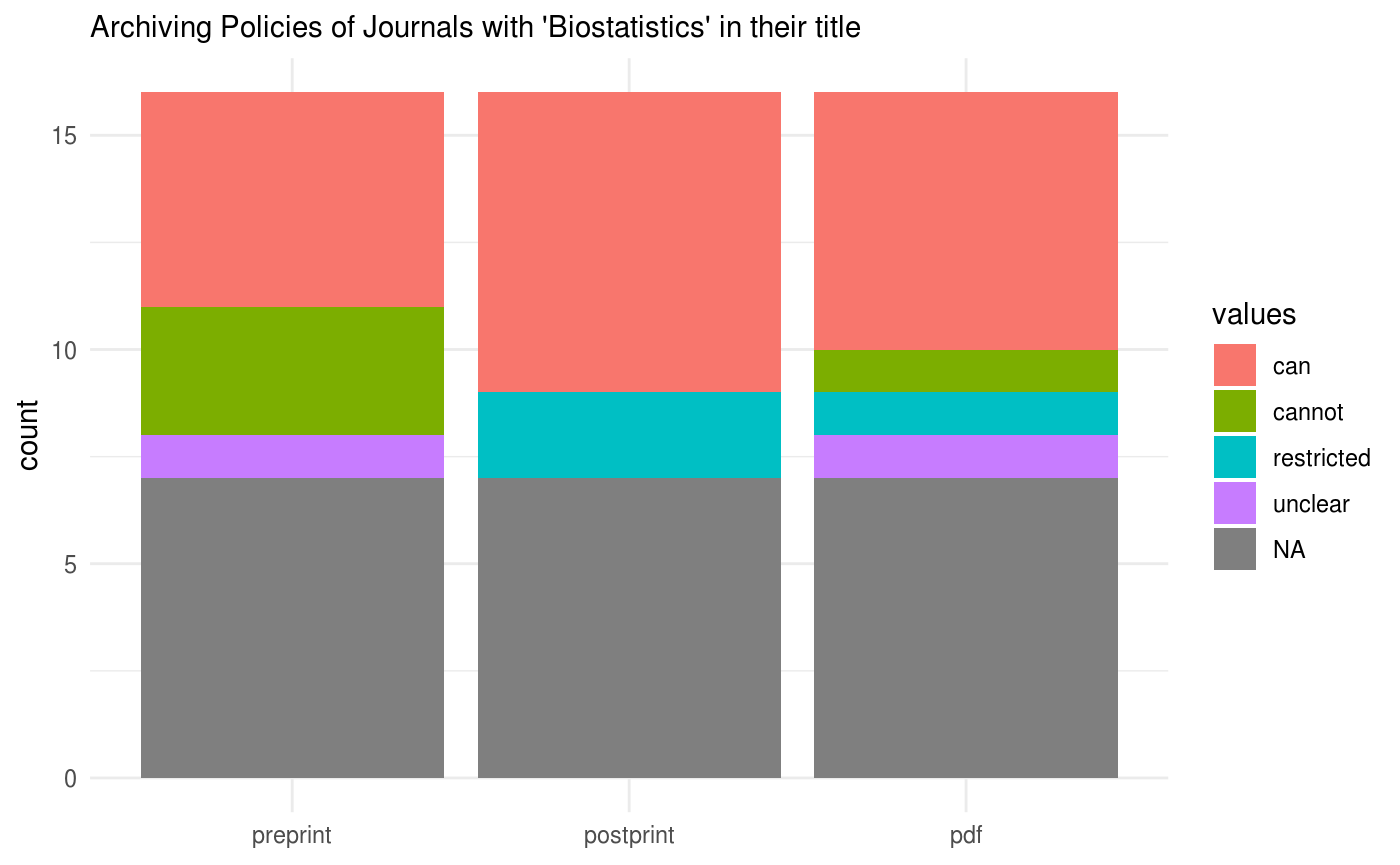 Archiving Policies of Journals with 'Biostatistics' in their title
15
10
5
0
count
preprint
postprint
pdf
values
can
cannot
restricted
unclear
NA